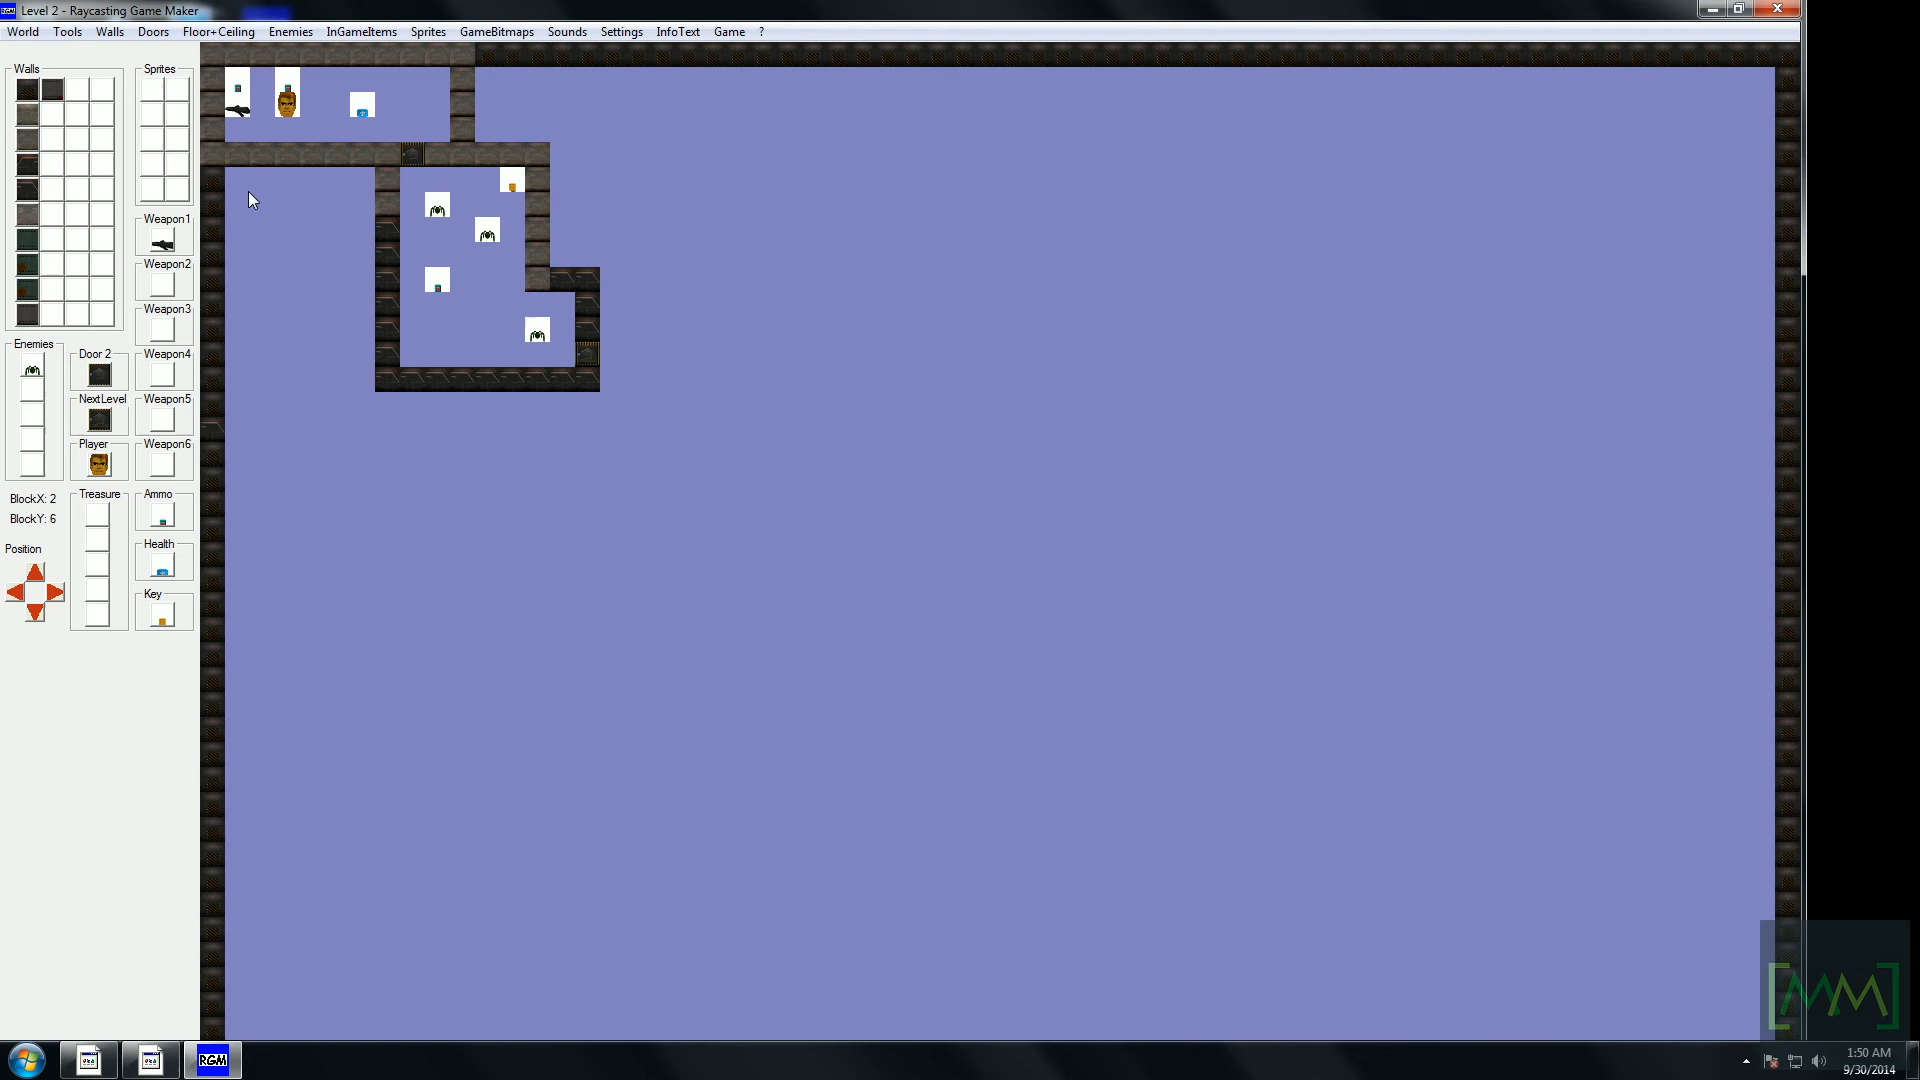 Level 2 - Raycasting Game Maker
World Tools Walls Doors Floor+Ceiling Enemies InGameItems Sprites GameBitmaps Sounds Settings InfoText Game ?
Walls
Sprites
Weapon1
Weapon2
Weapon3
Enemies
Door 2
Weapon4
NextLevel
Weapon5
Player
Weapon6
BlockX: 2
BlockY: 6
Treasure
Ammo
Position
Health
Key
[MM]
RGM
1:50 AM
9/30/2014